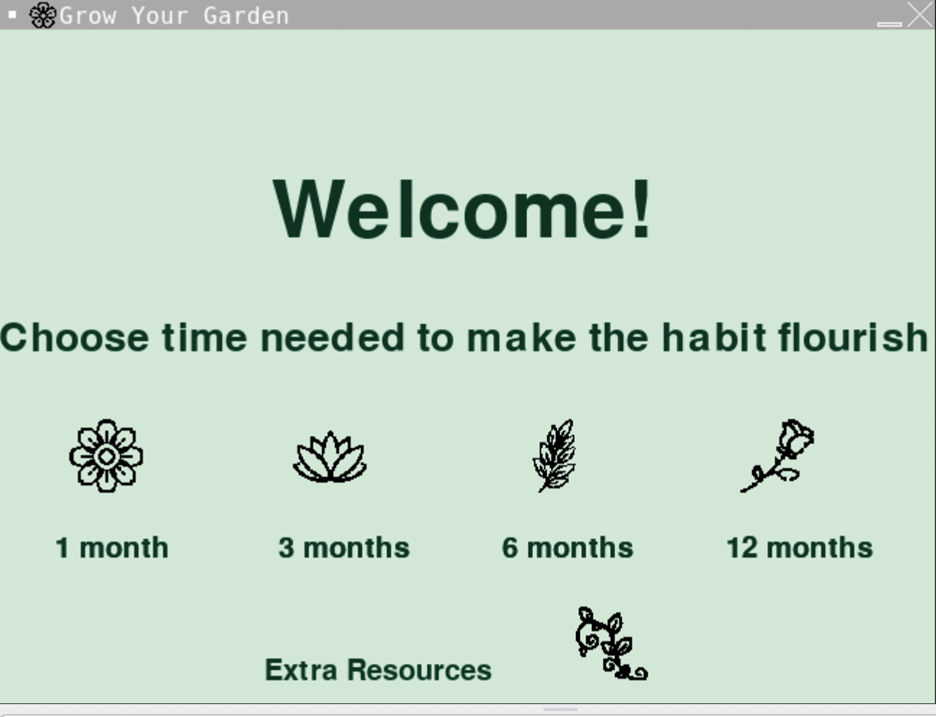 Grow Your Garden
Welcome!
Choose time needed to make the habit flourish
1 month
3 months
6 months
12 months
Extra Resources